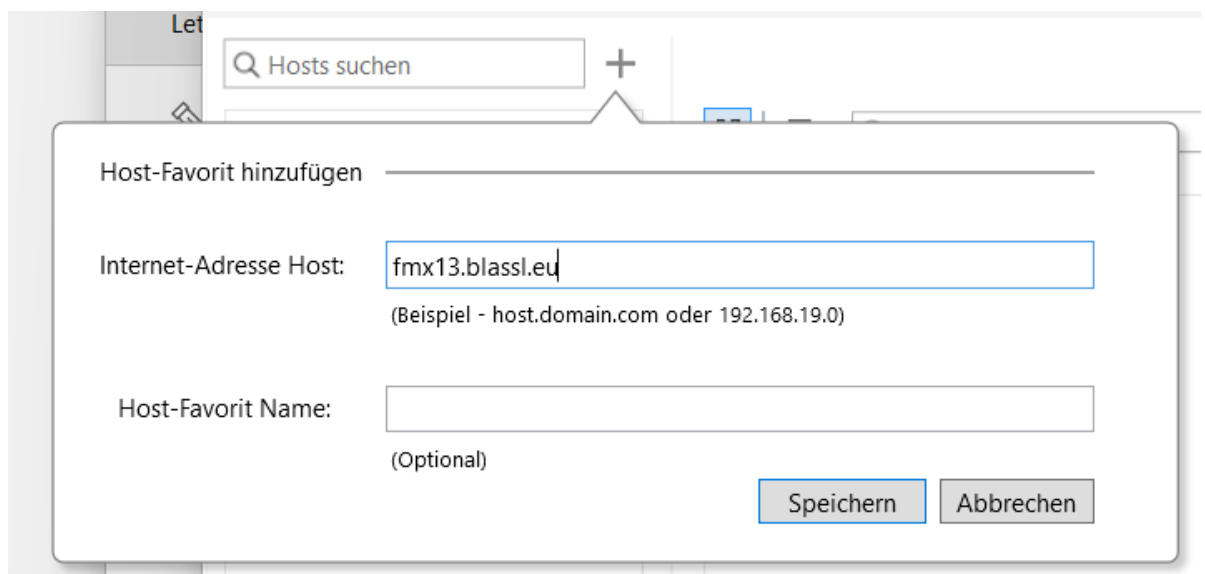 Let
Hosts suchen
Host-Favorit hinzufügen
Internet-Adresse Host:
fmx13.blassl.eu
(Beispiel - host.domain.com oder 192.168.19.0)
Host-Favorit Name:
(Optional)
Speichern
Abbrechen